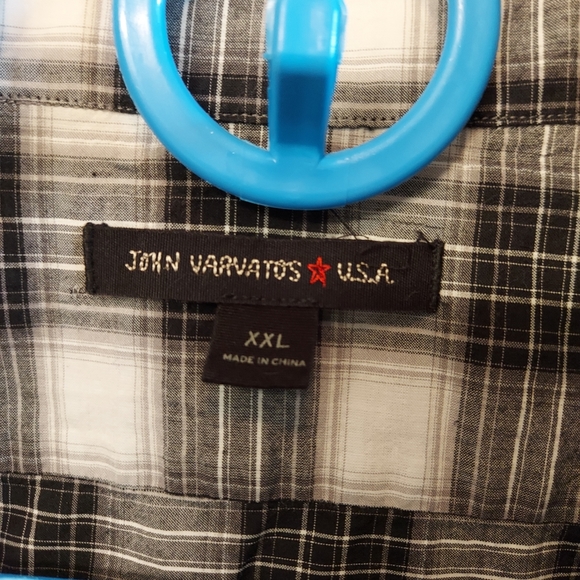 JOHN VARVATOS ★ U.S.A.
XXL
MADE IN CHINA